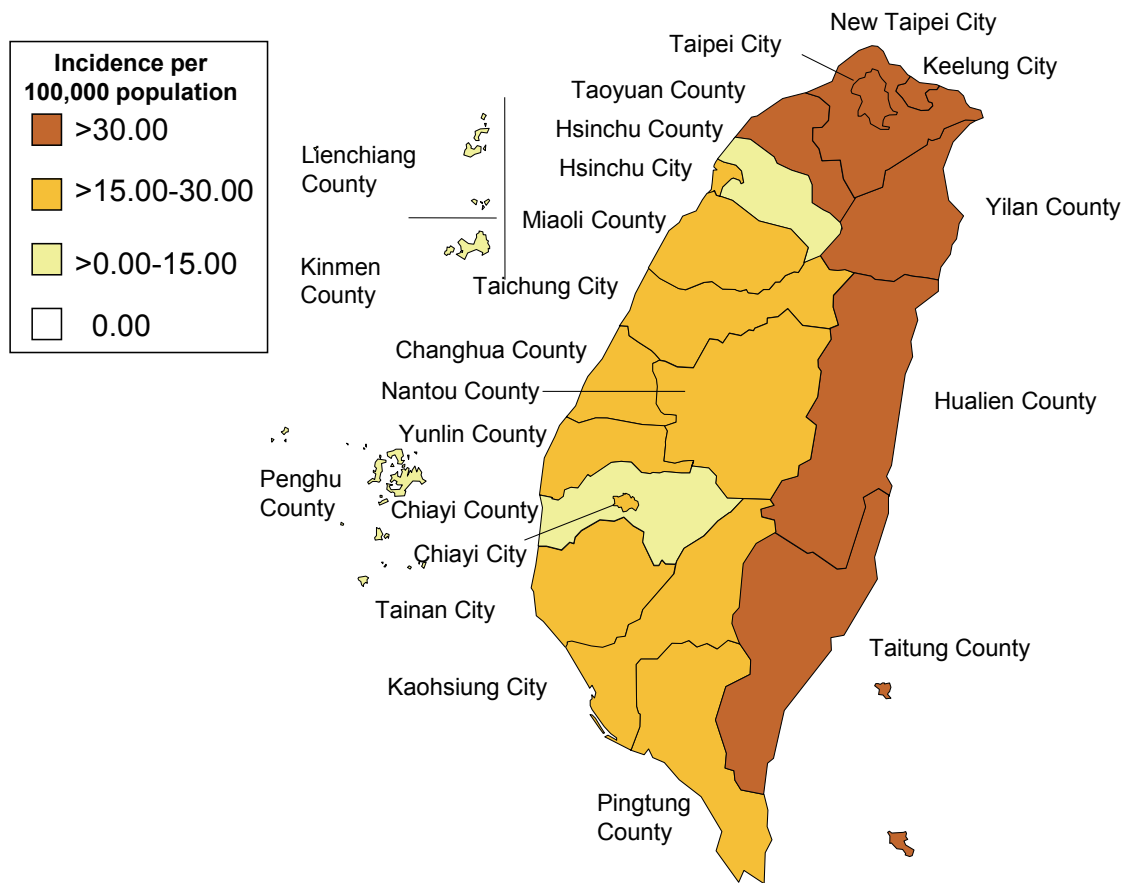 Incidence per
100,000 population
>30.00
>15.00-30.00
>0.00-15.00
0.00
New Taipei City
Taipei City
Keelung City
Taoyuan County
Hsinchu County
Hsinchu City
Lienchiang
County
Miaoli County
Yilan County
Kinmen
County
Taichung City
Changhua County
Nantou County
Hualien County
Yunlin County
Penghu
County
Chiayi County
Chiayi City
Tainan City
Taitung County
Kaohsiung City
Pingtung
County